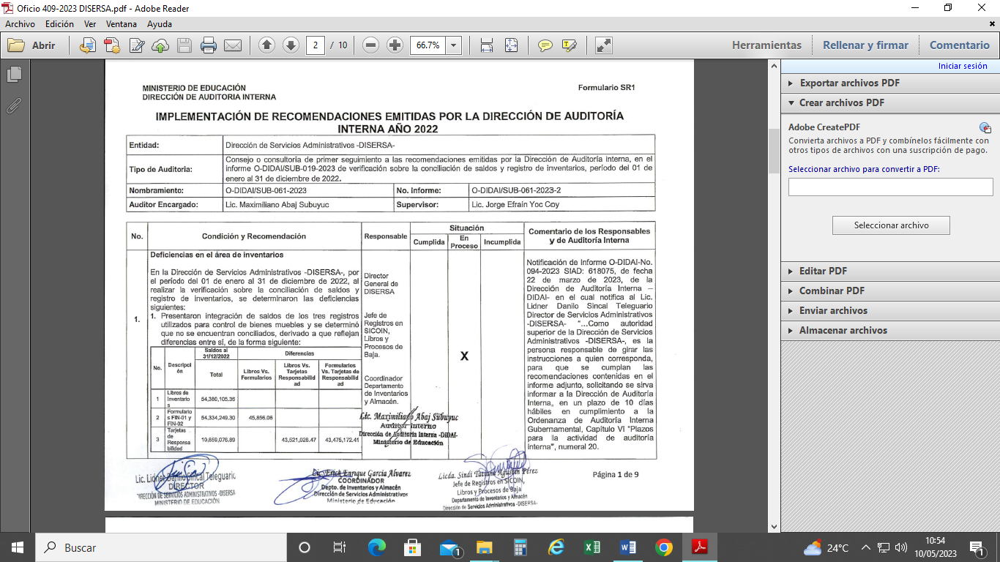 Oficio 409-2023 DISERSA.pdf - Adobe Reader
Archivo Edición Ver Ventana Ayuda
Abrir 2 / 10 66.7% Herramientas Rellenar y firmar Comentario
Iniciar sesión
Exportar archivos PDF
Crear archivos PDF
Adobe CreatePDF
Convierta archivos a PDF y combínelos fácilmente con
otros tipos de archivos con una suscripción de pago.
Seleccionar archivo para convertir a PDF:
Seleccionar archivo
Editar PDF
Combinar PDF
Enviar archivos
Almacenar archivos
MINISTERIO DE EDUCACIÓN
DIRECCIÓN DE AUDITORIA INTERNA
Formulario SR1
IMPLEMENTACIÓN DE RECOMENDACIONES EMITIDAS POR LA DIRECCIÓN DE AUDITORÍA
INTERNA AÑO 2022
Entidad: Dirección de Servicios Administrativos -DISERSA-
Tipo de Auditoria: Consejo o consultoría de primer seguimiento a las recomendaciones emitidas por la Dirección de Auditoría interna, en el
informe O-DIDAI/SUB-019-2023 de verificación sobre la conciliación de saldos y registro de inventarios, período del 01 de
enero al 31 de diciembre de 2022.
Nombramiento: O-DIDAI/SUB-061-2023 No. Informe: O-DIDAI/SUB-061-2023-2
Auditor Encargado: Lic. Maximiliano Abaj Subuyuc Supervisor: Lic. Jorge Efraín Yoc Coy
No. Condición y Recomendación Responsable Situación Comentario de los Responsables
y de Auditoría Interna
Cumplida En
Proceso Incumplida
1.
Deficiencias en el área de inventarios
En la Dirección de Servicios Administrativos -DISERSA-, por
el período del 01 de enero al 31 de diciembre de 2022, al
realizar la verificación sobre la conciliación de saldos y
registro de inventarios, se determinaron las deficiencias
siguientes:
1. Presentaron integración de saldos de los tres registros
utilizados para control de bienes muebles y se determinó
que no se encuentran conciliados, derivado a que reflejan
diferencias entre sí, de la forma siguiente:
No. Descripci
ón Saldos al
31/12/2022 Diferencias
Total Libros Vs.
Formularios Libros Vs.
Tarjetas
Responsabilid
ad Formularios
Vs. Tarjetas de
Responsabilid
ad
1 Libros de
Inventario
s 54,380,105.36
2 Formulario
s FIN-01 y
FIN-02 54,334,249.30 45,856.06
3 Tarjetas
de
Responsa
bilidad 10,859,076.89 43,521,028.47 43,475,172.41
Director
General de
DISERSA
Jefe de
Registros en
SICOIN,
Libros y
Procesos de
Baja.
Coordinador
Departamento
de Inventarios
y Almacén.
X
Notificación de Informe O-DIDAI-No.
094-2023 SIAD: 618075, de fecha
22 de marzo de 2023, de la
Dirección de Auditoría Interna –
DIDAI- en el cual notifica al Lic.
Lidner Danilo Sincal Teleguario
Director de Servicios Administrativos
-DISERSA- "...Como autoridad
superior de la Dirección de Servicios
Administrativos -DISERSA-, es la
persona responsable de girar las
instrucciones a quien corresponda,
para que se cumplan las
recomendaciones contenidas en el
informe adjunto, solicitando se sirva
informar a la Dirección de Auditoría
Interna, en un plazo de 10 días
hábiles en cumplimiento a la
Ordenanza de Auditoría Interna
Gubernamental, Capítulo VI "Plazos
para la actividad de auditoría
interna", numeral 20.
Lic. Maximiliano Abaj Subuyuc
Auditor Interno
Dirección de Auditoría Interna -DIDAI-
Ministerio de Educación
Danilo Sincal Teleguario
DIRECTOR
DIRECCIÓN DE SERVICIOS ADMINISTRATIVOS -DISERSA
MINISTERIO DE EDUCACIÓN
Lic. Erick Enrique García Alvarez
COORDINADOR
Depto. de Inventarios y Almacén
Dirección de Servicios Administrativos
Ministerio de Educación
Licda. Sindi Tatiana Agustín Pérez
Jefe de Registros en SICOIN,
Libros y Procesos de Baja
Departamento de Inventarios y Almacén
Dirección de Servicios Administrativos -DISERSA-
Página 1 de 9
Buscar
1
24°C
10:54
10/05/2023
1